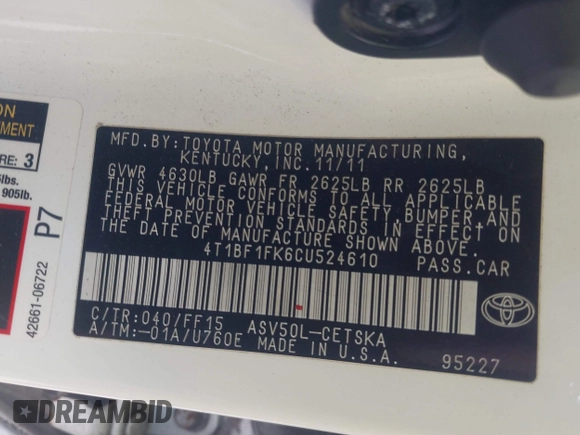 ON
EMENT
RE: 3
lbs.
905lb.
P7
42661-06722
MFD.BY:TOYOTA MOTOR MANUFACTURING,
KENTUCKY,INC.11/11
GVWR 4630LB GAWR FR 2625LB RR 2625LB
THIS VEHICLE CONFORMS TO ALL APPLICABLE
FEDERAL MOTOR VEHICLE SAFETY,BUMPER AND
THEFT PREVENTION STANDARDS IN EFFECT ON
THE DATE OF MANUFACTURE SHOWN ABOVE.
4T1BF1FK6CU524610 PASS.CAR
C/TR:040/FF15 ASV50L-CETSKA
A/TM:-01A/U760E MADE IN U.S.A.
95227
DREAMBID